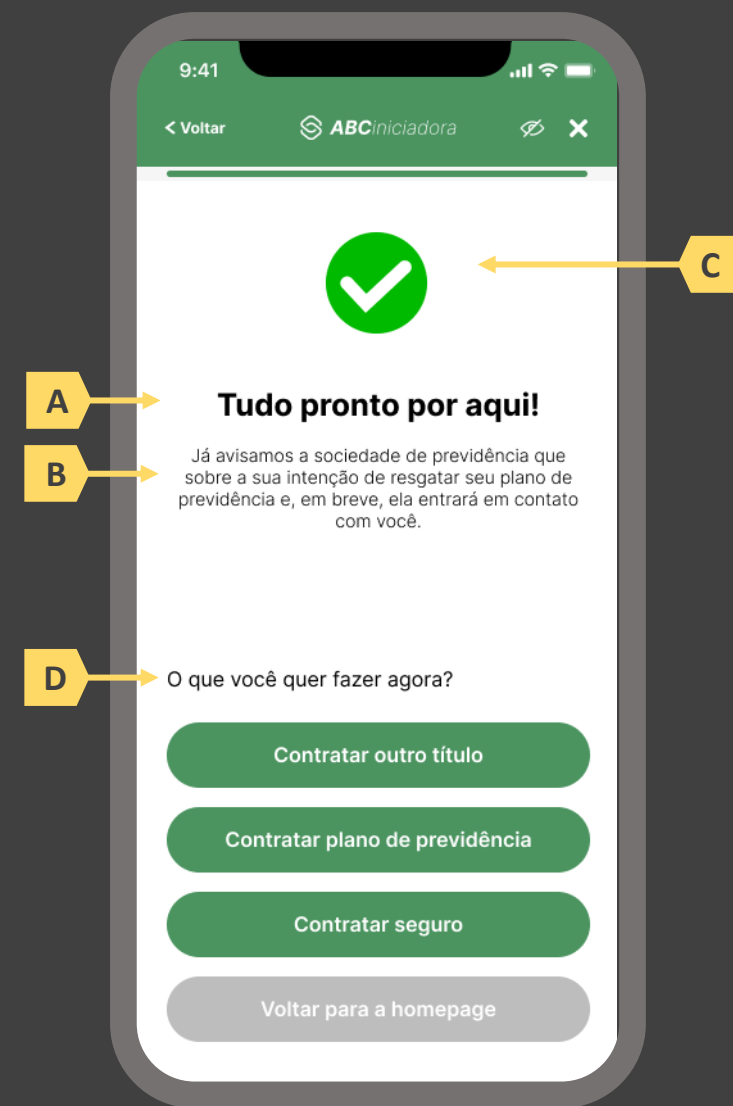 9:41
< Voltar
ABCiniciadora
C
A
Tudo pronto por aqui!
B
Já avisamos a sociedade de previdência que
sobre a sua intenção de resgatar seu plano de
previdência e, em breve, ela entrará em contato
com você.
D
O que você quer fazer agora?
Contratar outro título
Contratar plano de previdência
Contratar seguro
Voltar para a homepage